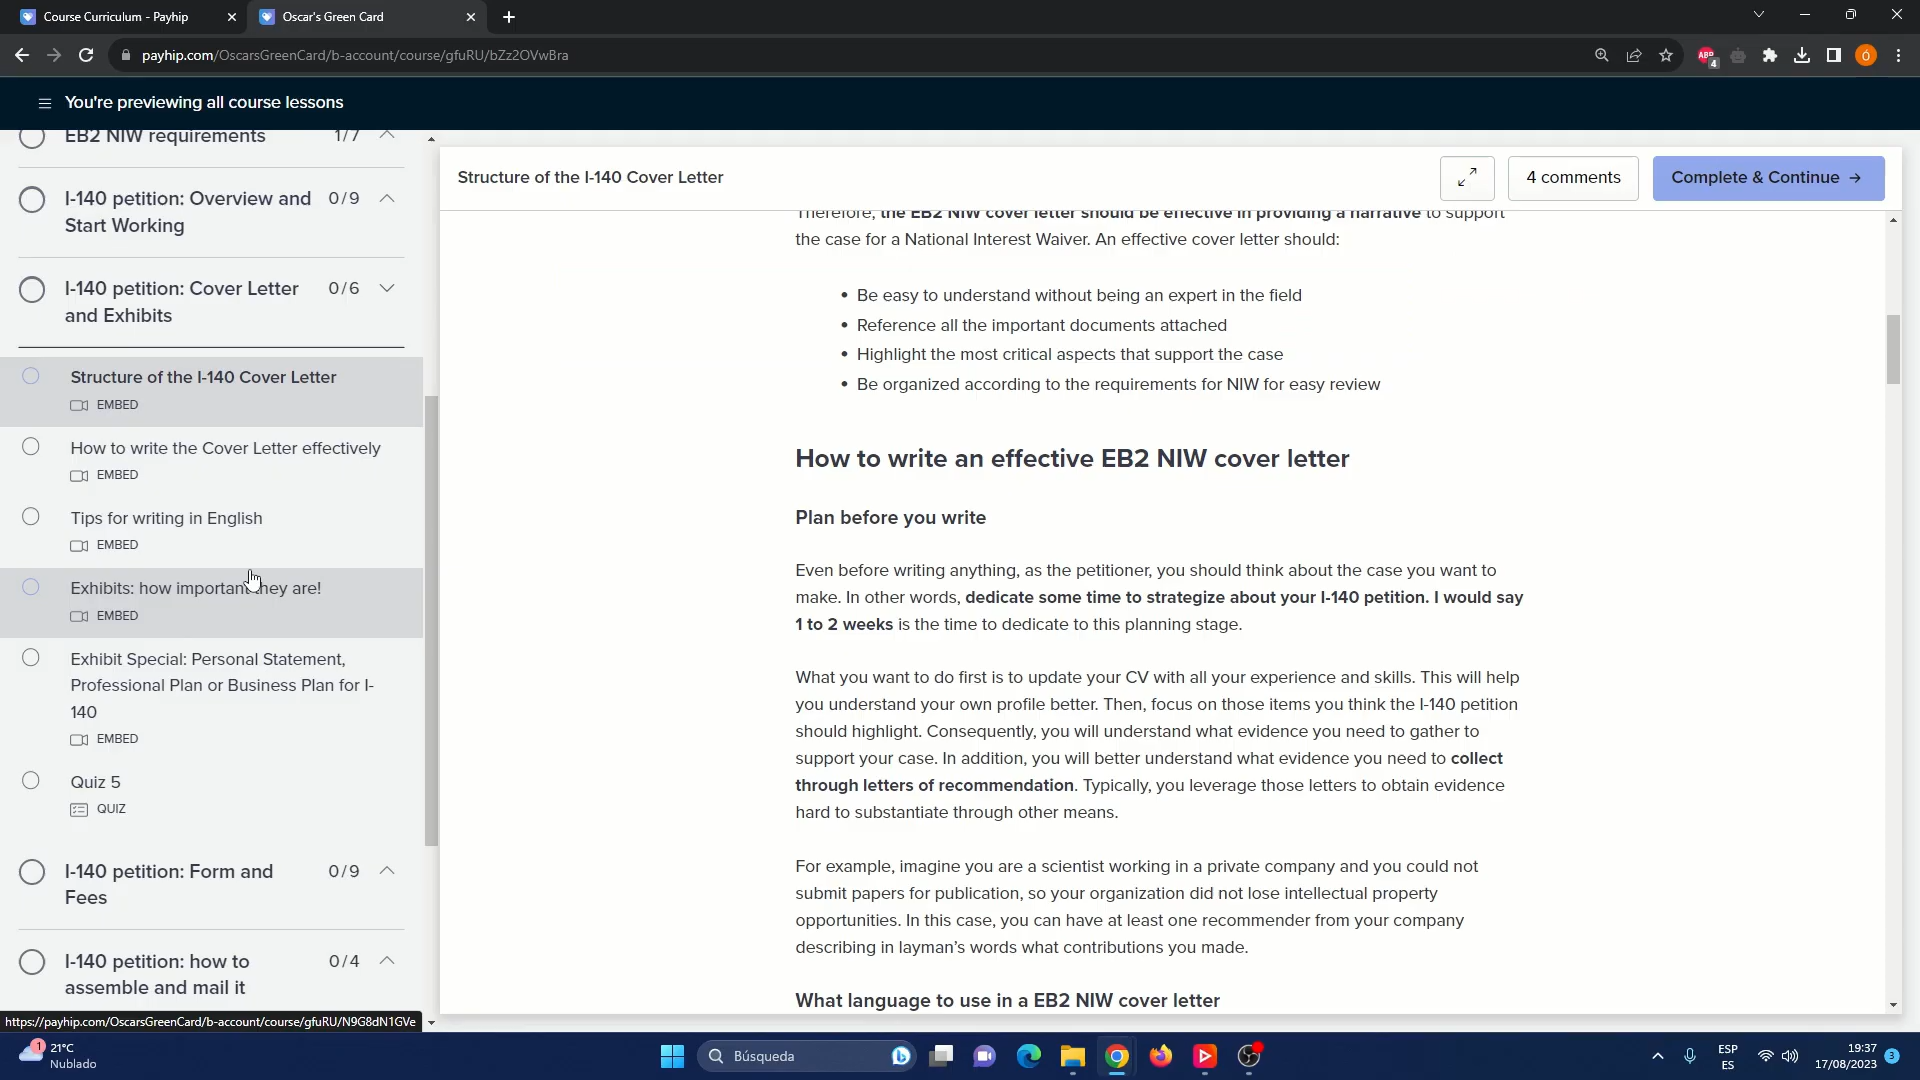 Course Curriculum - Payhip
Oscar's Green Card
payhip.com/OscarsGreenCard/b-account/course/gfuRU/bZz2OVwBra
ABP
4
Ó
You're previewing all course lessons
EB2 NIW requirements 1/7
I-140 petition: Overview and 0/9
Start Working
I-140 petition: Cover Letter 0/6
and Exhibits
Structure of the I-140 Cover Letter
EMBED
How to write the Cover Letter effectively
EMBED
Tips for writing in English
EMBED
Exhibits: how important they are!
EMBED
Exhibit Special: Personal Statement,
Professional Plan or Business Plan for I-
140
EMBED
Quiz 5
QUIZ
I-140 petition: Form and 0/9
Fees
I-140 petition: how to 0/4
assemble and mail it
https://payhip.com/OscarsGreenCard/b-account/course/gfuRU/N9G8dN1GVe
Structure of the I-140 Cover Letter
4 comments
Complete & Continue →
Therefore, the EB2 NIW cover letter should be effective in providing a narrative to support
the case for a National Interest Waiver. An effective cover letter should:
• Be easy to understand without being an expert in the field
• Reference all the important documents attached
• Highlight the most critical aspects that support the case
• Be organized according to the requirements for NIW for easy review
How to write an effective EB2 NIW cover letter
Plan before you write
Even before writing anything, as the petitioner, you should think about the case you want to
make. In other words, dedicate some time to strategize about your I-140 petition. I would say
1 to 2 weeks is the time to dedicate to this planning stage.
What you want to do first is to update your CV with all your experience and skills. This will help
you understand your own profile better. Then, focus on those items you think the I-140 petition
should highlight. Consequently, you will understand what evidence you need to gather to
support your case. In addition, you will better understand what evidence you need to collect
through letters of recommendation. Typically, you leverage those letters to obtain evidence
hard to substantiate through other means.
For example, imagine you are a scientist working in a private company and you could not
submit papers for publication, so your organization did not lose intellectual property
opportunities. In this case, you can have at least one recommender from your company
describing in layman's words what contributions you made.
What language to use in a EB2 NIW cover letter
1
21°C
Nublado
Búsqueda
ESP
ES
19:37
17/08/2023
3